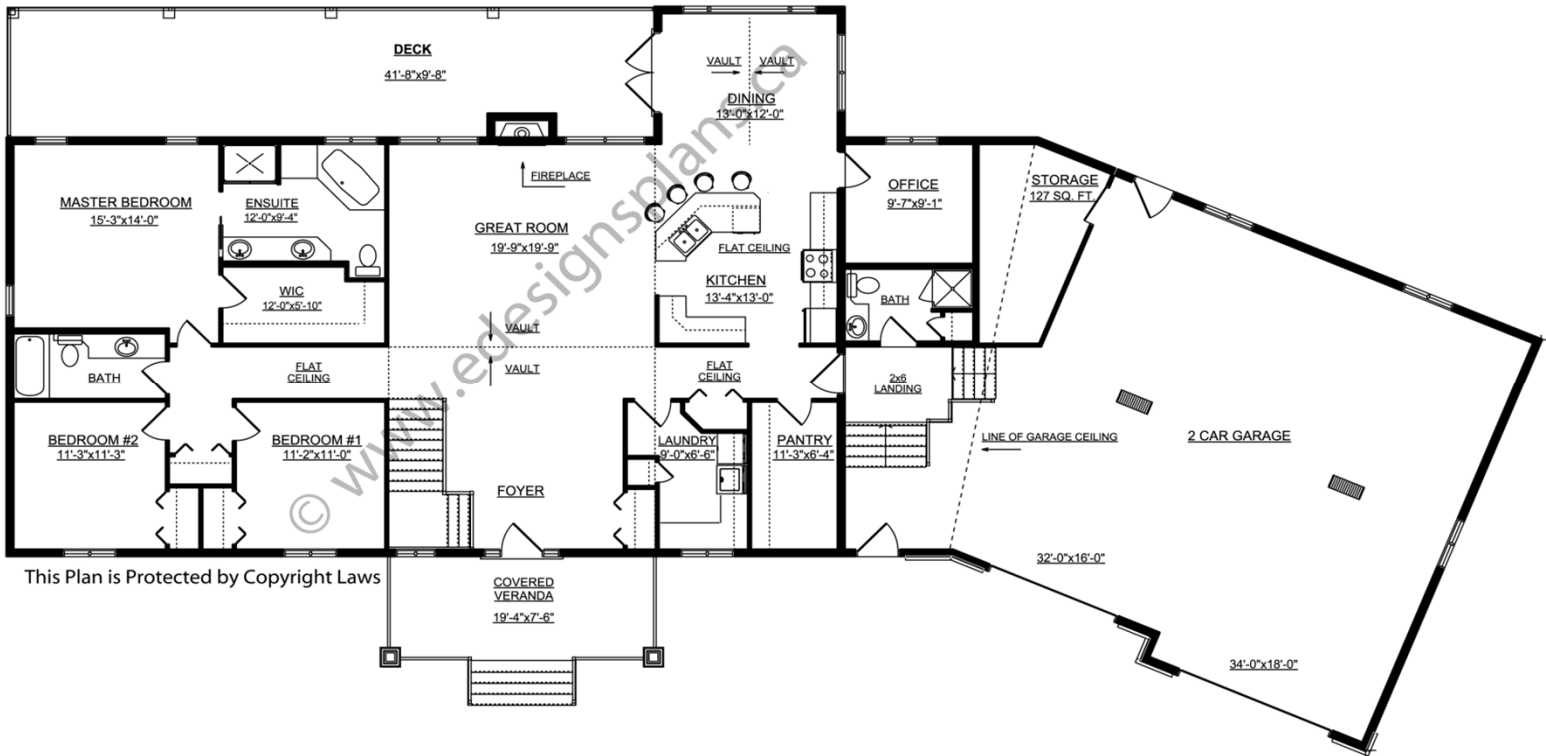 DECK
41'-8"x9'-8"
VAULT
VAULT
DINING
13'-0"x12'-0"
FIREPLACE
MASTER BEDROOM
15'-3"x14'-0"
ENSUITE
12'-0"x9'-4"
GREAT ROOM
19'-9"x19'-9"
FLAT CEILING
KITCHEN
13'-4"x13'-0"
OFFICE
9'-7"x9'-1"
STORAGE
127 SQ. FT.
WIC
12'-0"x5'-10"
BATH
VAULT
VAULT
BATH
FLAT
CEILING
FLAT
CEILING
2x6
LANDING
BEDROOM #2
11'-3"x11'-3"
BEDROOM #1
11'-2"x11'-0"
LAUNDRY
9'-0"x6'-6"
PANTRY
11'-3"x6'-4"
LINE OF GARAGE CEILING
2 CAR GARAGE
FOYER
32'-0"x16'-0"
34'-0"x18'-0"
This Plan is Protected by Copyright Laws
COVERED
VERANDA
19'-4"x7'-6"
© www.edesignsplans.ca